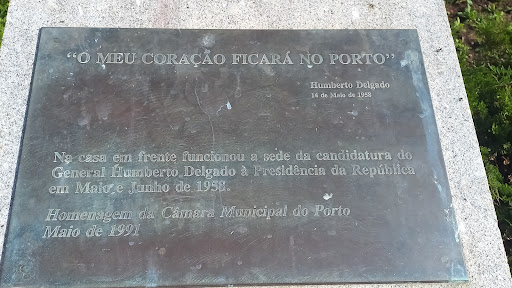 "O MEU CORAÇÃO FICARÁ NO PORTO"
Humberto Delgado
14 de Maio de 1958
Na casa em frente funcionou a sede da candidatura do
General Humberto Delgado à Presidência da República
em Maio e Junho de 1958.
Homenagem da Câmara Municipal do Porto
Maio de 1991